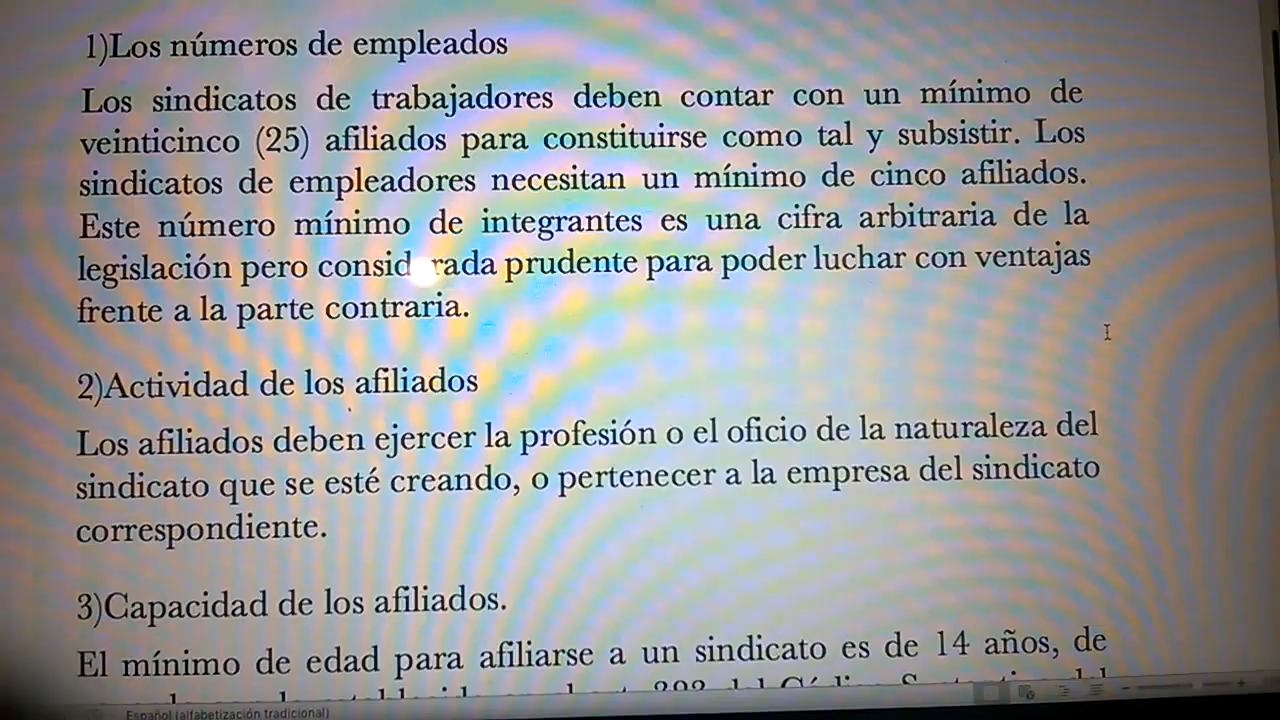 1)Los números de empleados
Los sindicatos de trabajadores deben contar con un mínimo de
veinticinco (25) afiliados para constituirse como tal y subsistir. Los
sindicatos de empleadores necesitan un mínimo de cinco afiliados.
Este número mínimo de integrantes es una cifra arbitraria de la
legislación pero consid rada prudente para poder luchar con ventajas
frente a la parte contraria.
2)Actividad de los afiliados
Los afiliados deben ejercer la profesión o el oficio de la naturaleza del
sindicato que se esté creando, o pertenecer a la empresa del sindicato
correspondiente.
3)Capacidad de los afiliados.
El mínimo de edad para afiliarse a un sindicato es de 14 años, de
Español (alfabetización tradicional)